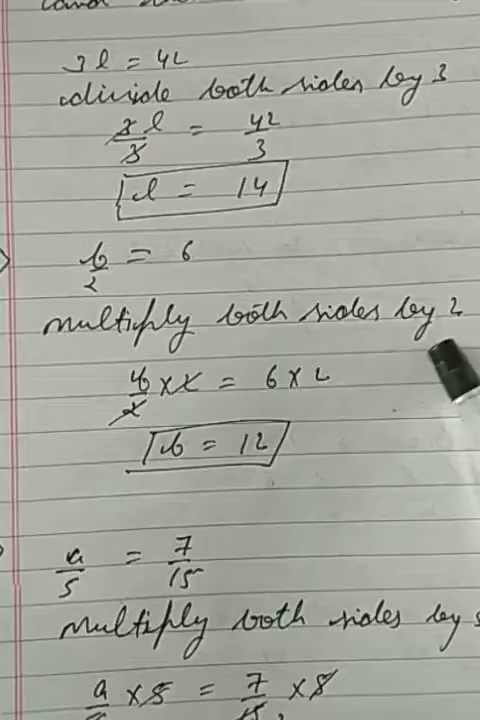 3l = 42
divide both sides by 3
3l/3 = 42/3
l = 14
b/2 = 6
multiply both sides by 2
b/2 × 2 = 6 × 2
b = 12
a/5 = 7/15
multiply both sides by
a × 5 = 7/15 × 5